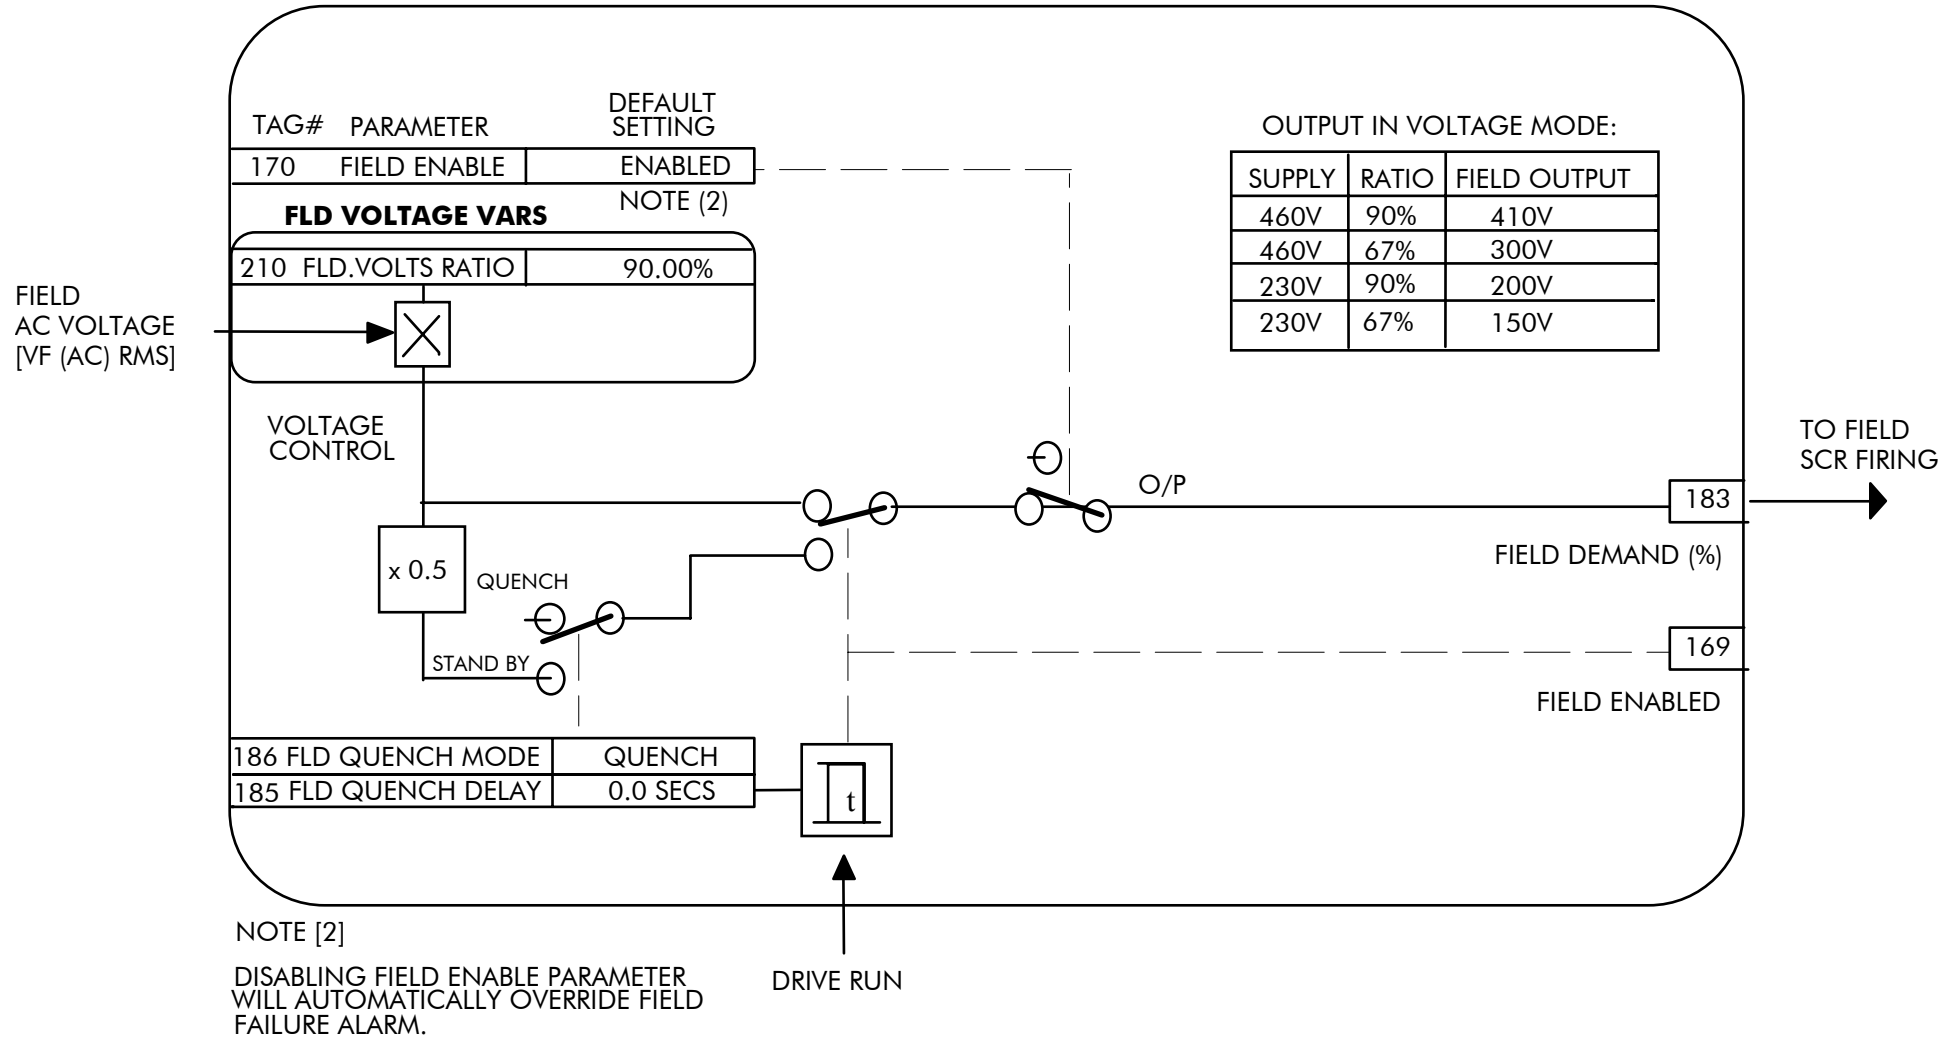 DEFAULT
TAG# PARAMETER SETTING
170 FIELD ENABLE ENABLED
NOTE (2)
FLD VOLTAGE VARS
210 FLD.VOLTS RATIO 90.00%
OUTPUT IN VOLTAGE MODE:
SUPPLY RATIO FIELD OUTPUT
460V 90% 410V
460V 67% 300V
230V 90% 200V
230V 67% 150V
FIELD
AC VOLTAGE
[VF (AC) RMS]
VOLTAGE
CONTROL
O/P
183
TO FIELD
SCR FIRING
FIELD DEMAND (%)
x 0.5
QUENCH
STAND BY
169
FIELD ENABLED
186 FLD QUENCH MODE QUENCH
185 FLD QUENCH DELAY 0.0 SECS
t
DRIVE RUN
NOTE [2]
DISABLING FIELD ENABLE PARAMETER
WILL AUTOMATICALLY OVERRIDE FIELD
FAILURE ALARM.